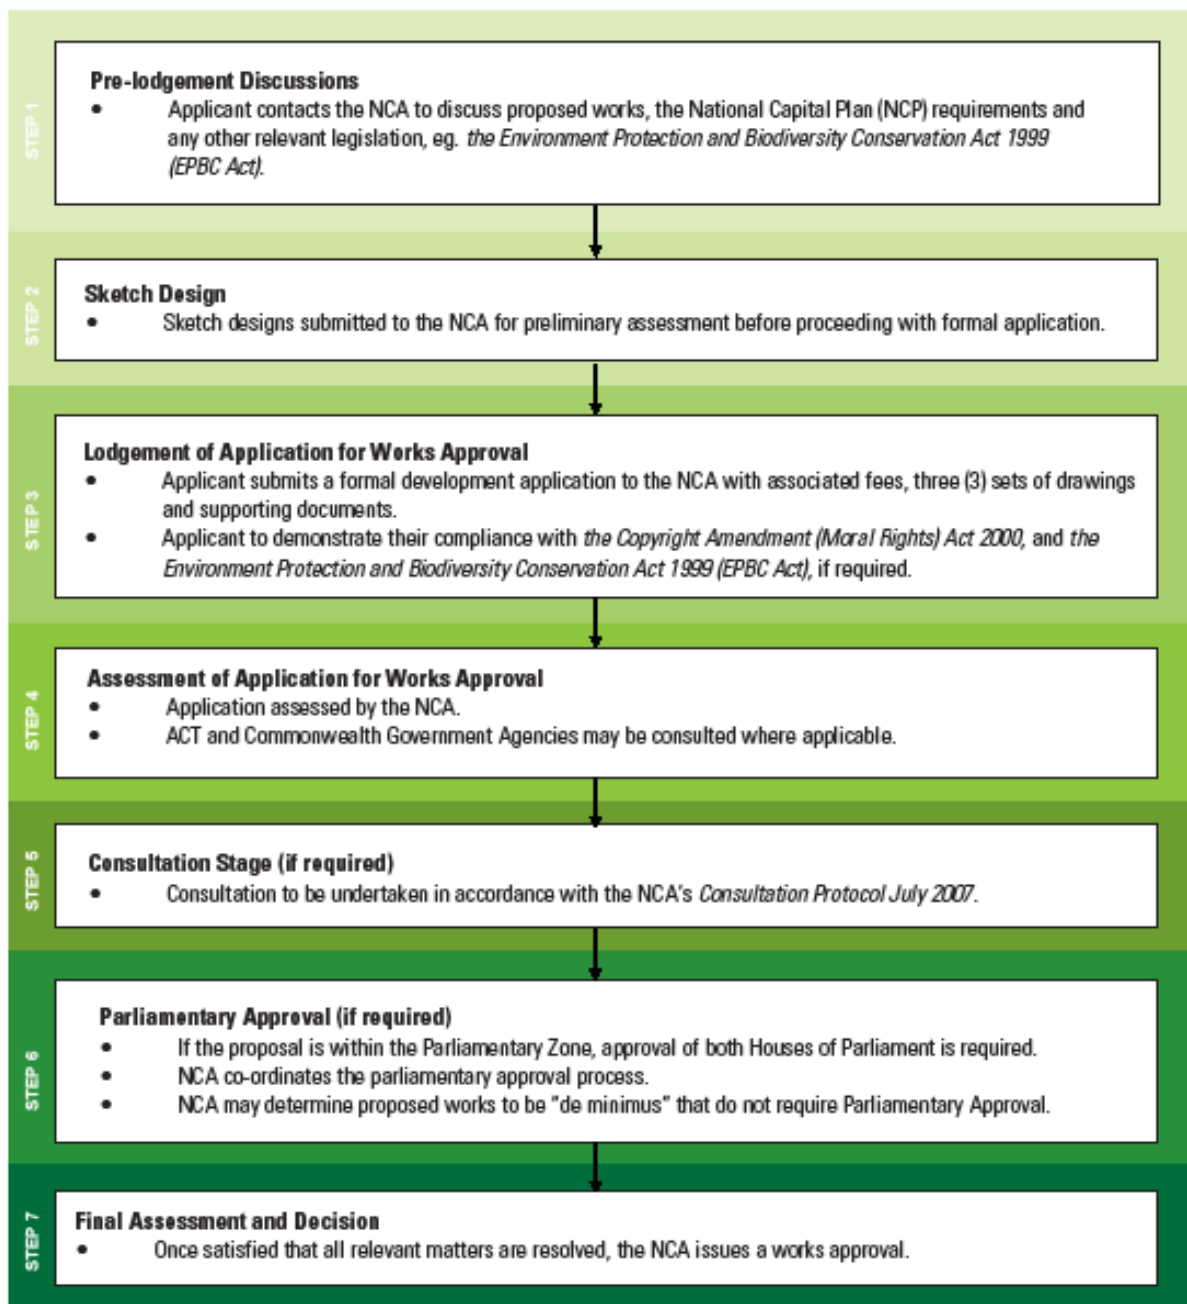 STEP 1
Pre-lodgement Discussions
• Applicant contacts the NCA to discuss proposed works, the National Capital Plan (NCP) requirements and
any other relevant legislation, eg. the Environment Protection and Biodiversity Conservation Act 1999
(EPBC Act).
STEP 2
Sketch Design
• Sketch designs submitted to the NCA for preliminary assessment before proceeding with formal application.
STEP 3
Lodgement of Application for Works Approval
• Applicant submits a formal development application to the NCA with associated fees, three (3) sets of drawings
and supporting documents.
• Applicant to demonstrate their compliance with the Copyright Amendment (Moral Rights) Act 2000, and the
Environment Protection and Biodiversity Conservation Act 1999 (EPBC Act), if required.
STEP 4
Assessment of Application for Works Approval
• Application assessed by the NCA.
• ACT and Commonwealth Government Agencies may be consulted where applicable.
STEP 5
Consultation Stage (if required)
• Consultation to be undertaken in accordance with the NCA's Consultation Protocol July 2007.
STEP 6
Parliamentary Approval (if required)
• If the proposal is within the Parliamentary Zone, approval of both Houses of Parliament is required.
• NCA co-ordinates the parliamentary approval process.
• NCA may determine proposed works to be "de minimus" that do not require Parliamentary Approval.
STEP 7
Final Assessment and Decision
• Once satisfied that all relevant matters are resolved, the NCA issues a works approval.